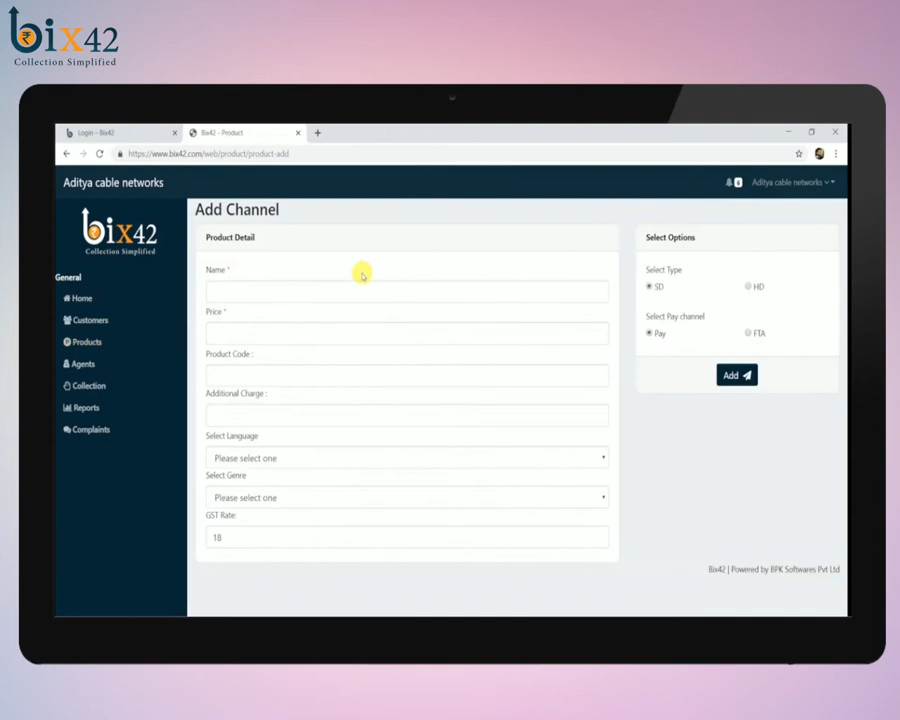 bix42
Collection Simplified
Login - Bix42
Bix42 - Product
https://www.bix42.com/web/product/product-add
Aditya cable networks
6
Aditya cable networks
bix42
Collection Simplified
General
Home
Customers
Products
Agents
Collection
Reports
Complaints
Add Channel
Product Detail
Name *
Price *
Product Code :
Additional Charge :
Select Language
Please select one
Select Genre
Please select one
GST Rate:
18
Select Options
Select Type
SD HD
Select Pay channel
Pay FTA
Add
Bix42 | Powered by BPK Softwares Pvt Ltd